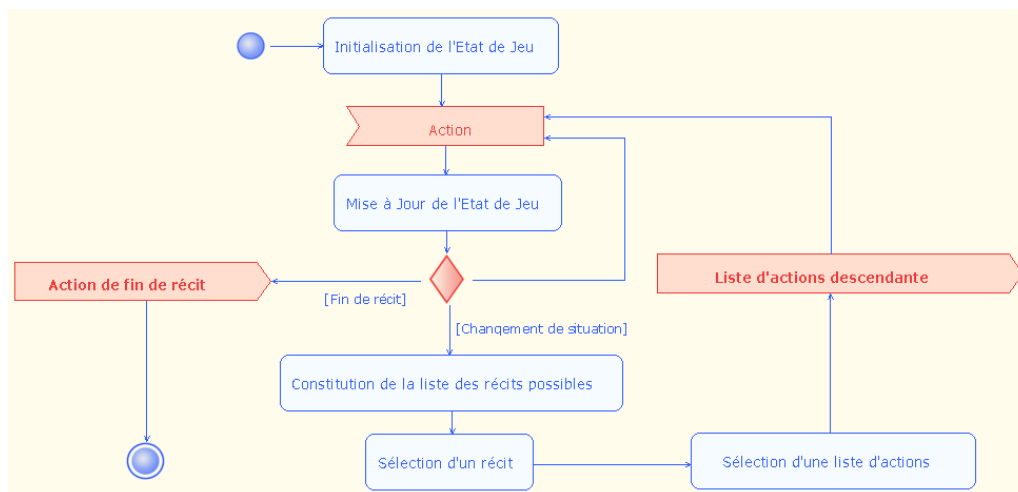 Initialisation de l'Etat de Jeu
Action
Mise à Jour de l'Etat de Jeu
Action de fin de récit
Liste d'actions descendante
[Fin de récit]
[Changement de situation]
Constitution de la liste des récits possibles
Sélection d'un récit
Sélection d'une liste d'actions